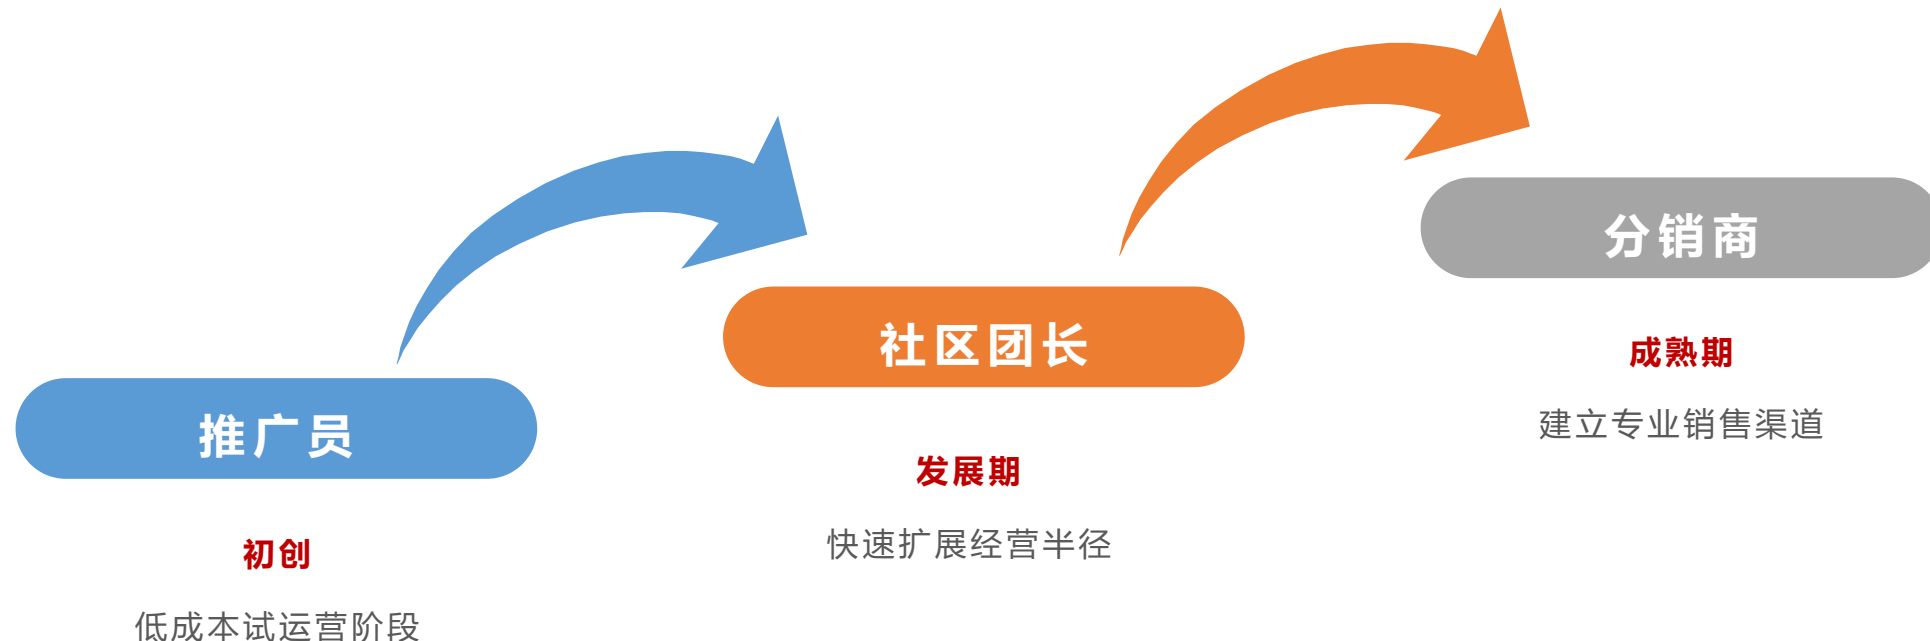 推广员
初创
低成本试运营阶段
社区团长
发展期
快速扩展经营半径
分销商
成熟期
建立专业销售渠道